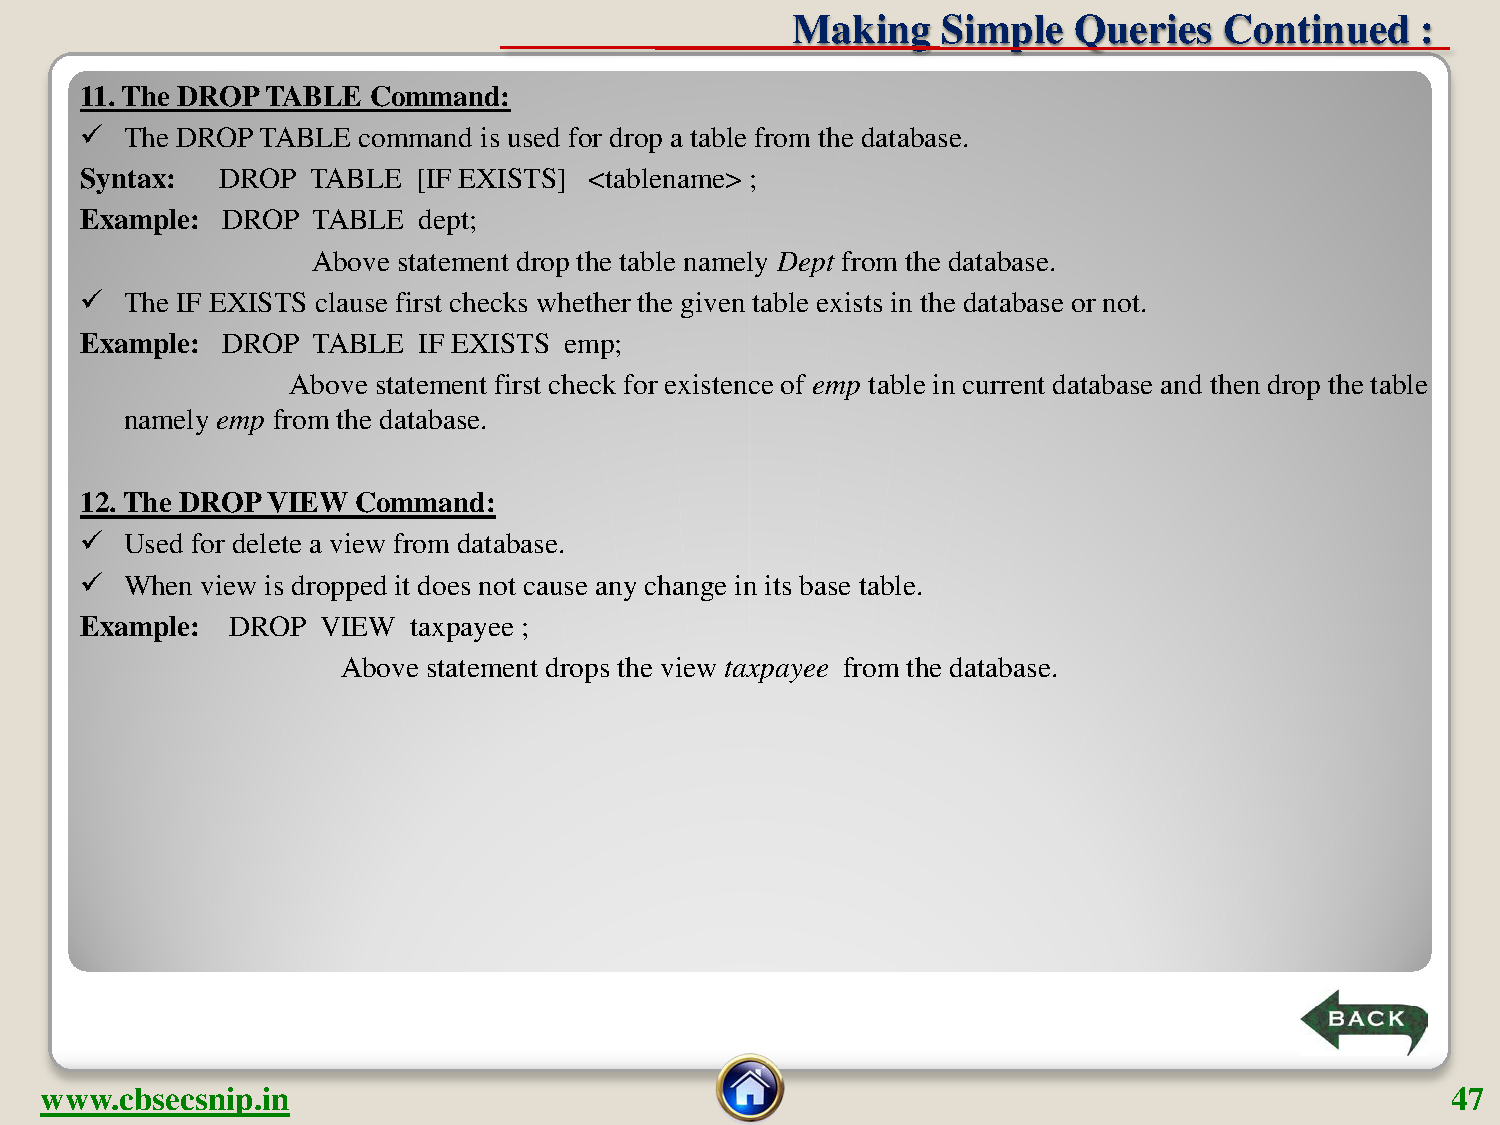 Making Simple Queries Continued :
11. The DROP TABLE Command:
✓ The DROP TABLE command is used for drop a table from the database.
Syntax: DROP TABLE [IF EXISTS] <tablename> ;
Example: DROP TABLE dept;
Above statement drop the table namely Dept from the database.
✓ The IF EXISTS clause first checks whether the given table exists in the database or not.
Example: DROP TABLE IF EXISTS emp;
Above statement first check for existence of emp table in current database and then drop the table
namely emp from the database.
12. The DROP VIEW Command:
✓ Used for delete a view from database.
✓ When view is dropped it does not cause any change in its base table.
Example: DROP VIEW taxpayee ;
Above statement drops the view taxpayee from the database.
BACK
www.cbsecsnip.in
47